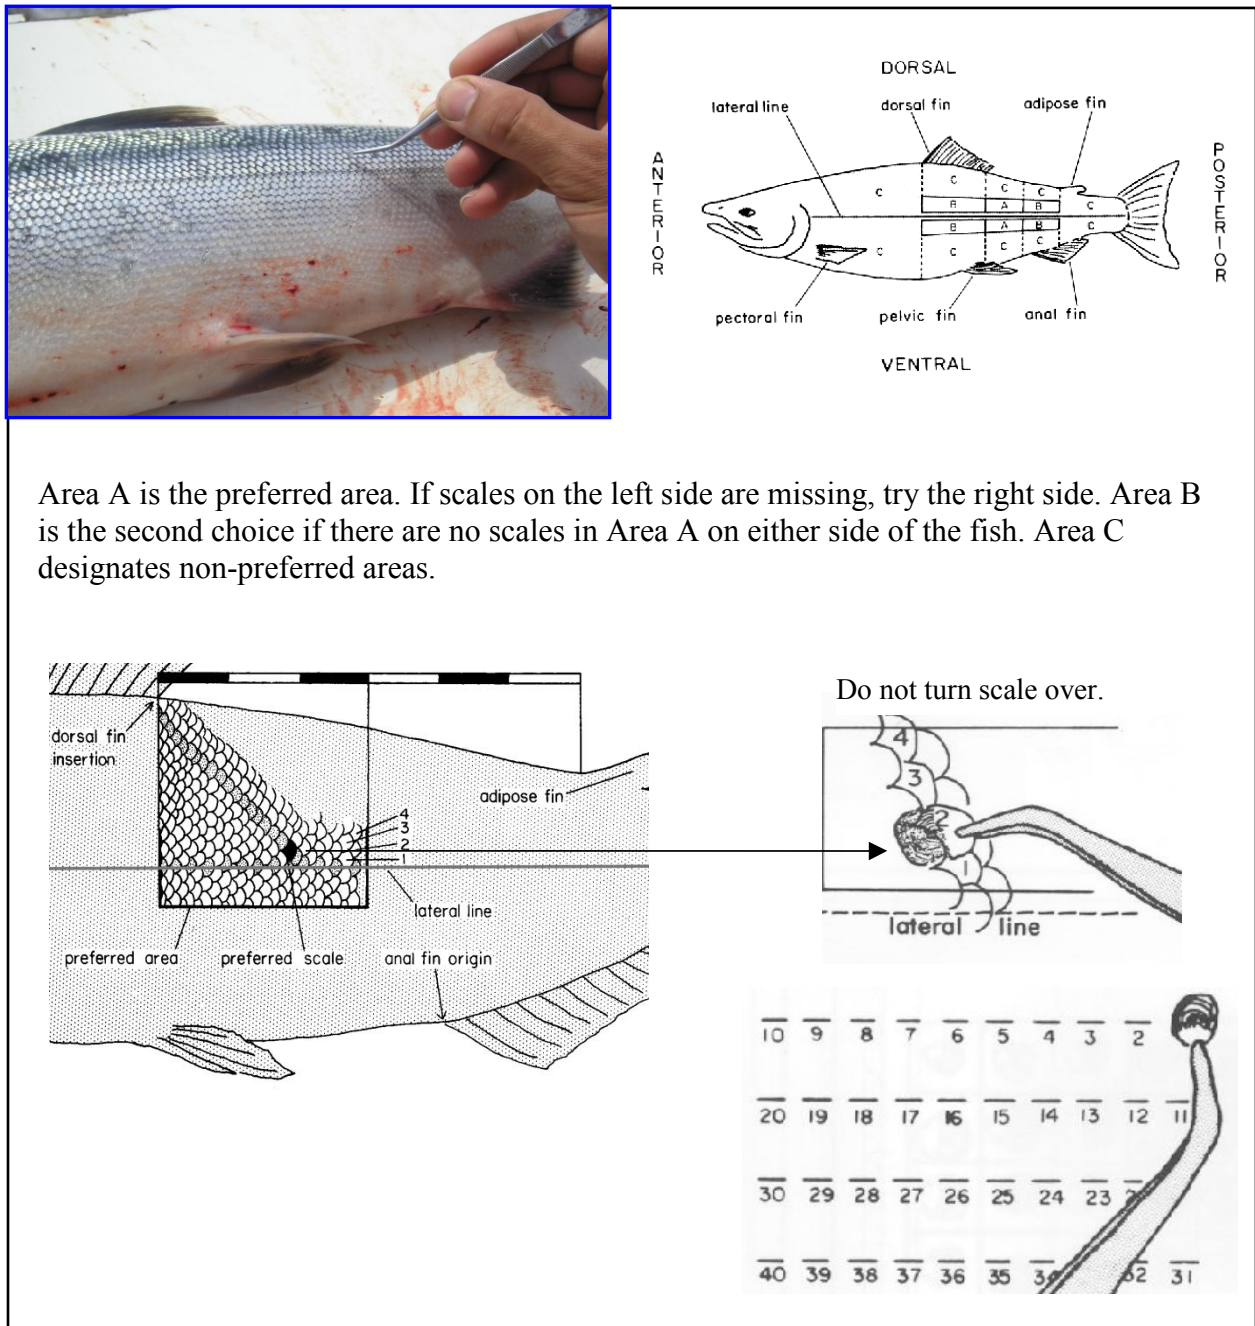 DORSAL
lateral line
dorsal fin
adipose fin
ANTERIOR
POSTERIOR
C
C
C
C
C
B
A
B
B
A
B
C
C
C
C
C
pectoral fin
pelvic fin
anal fin
VENTRAL
Area A is the preferred area. If scales on the left side are missing, try the right side. Area B
is the second choice if there are no scales in Area A on either side of the fish. Area C
designates non-preferred areas.
dorsal fin
insertion
adipose fin
4
3
2
1
lateral line
preferred area
preferred scale
anal fin origin
Do not turn scale over.
4
3
2
1
lateral line
10 9 8 7 6 5 4 3 2
20 19 18 17 16 15 14 13 12 11
30 29 28 27 26 25 24 23
40 39 38 37 36 35 34 32 31